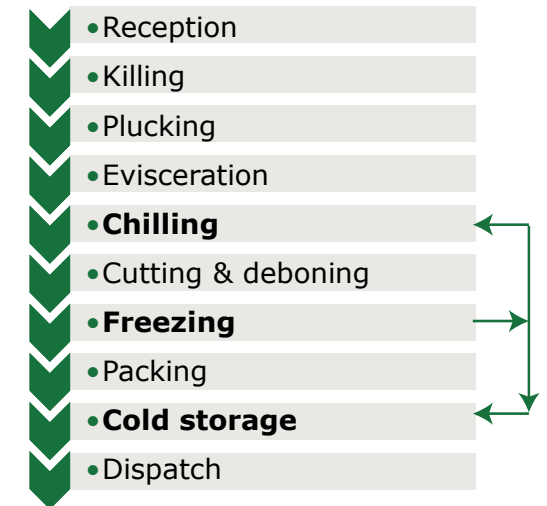 •Reception
•Killing
•Plucking
•Evisceration
•Chilling
•Cutting & deboning
•Freezing
•Packing
•Cold storage
•Dispatch